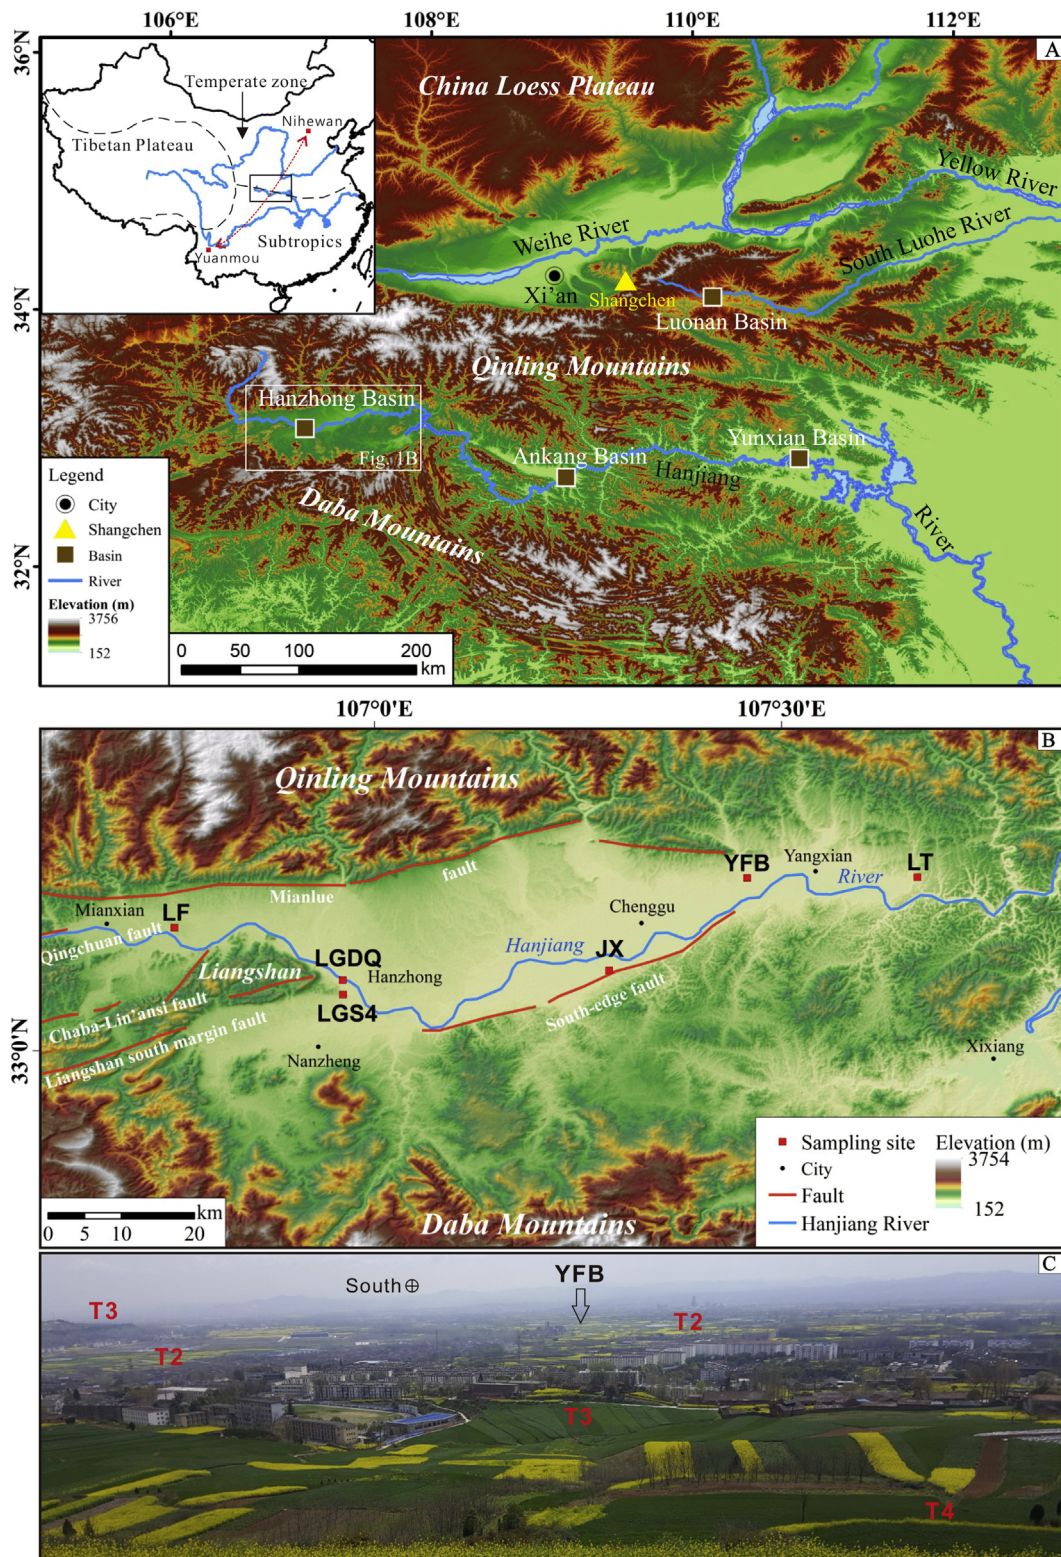 106°E
108°E
110°E
112°E
36°N
34°N
32°N
A
China Loess Plateau
Temperate zone
Nihewan
Tibetan Plateau
Subtropics
Yuanmou
Yellow River
Weihe River
South Luohe River
Xi'an
Shangchen
Luonan Basin
Qinling Mountains
Hanzhong Basin
Fig. 1B
Ankang Basin
Yunxian Basin
Hanjiang
River
Daba Mountains
Legend
City
Shangchen
Basin
River
Elevation (m)
3756
152
0 50 100 200
km
107°0'E
107°30'E
B
Qinling Mountains
Mianlue
fault
YFB
Yangxian
LT
River
Mianxian
LF
Chenggu
Qingchuan fault
Hanjiang
JX
LGDQ
Liangshan
Hanzhong
LGS4
South-edge fault
Chaba-Lin'ansi fault
Liangshan south margin fault
33°0'N
Nanzheng
Xixiang
Sampling site
City
Fault
Hanjiang River
Elevation (m)
3754
152
km
0 5 10 20
Daba Mountains
C
South
YFB
T3
T2
T2
T3
T4